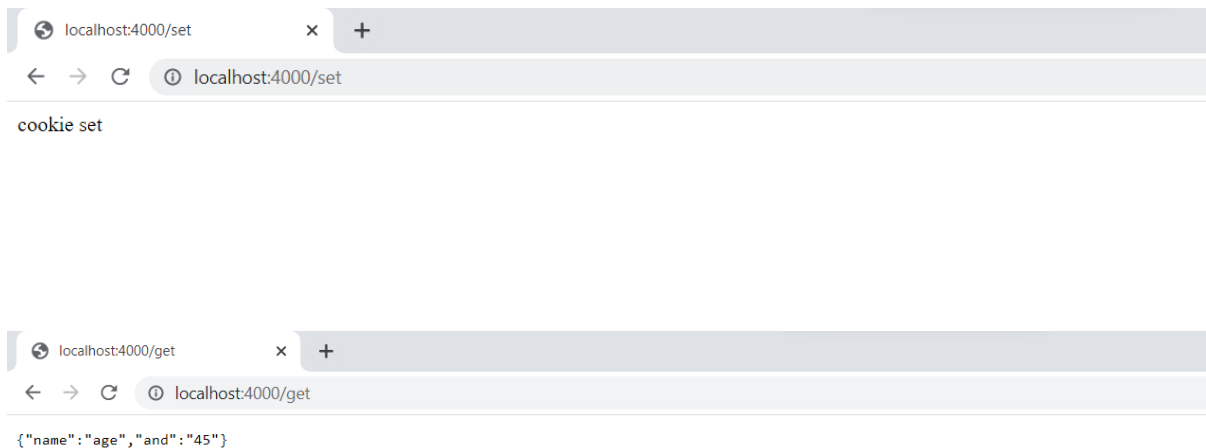 localhost:4000/set
localhost:4000/set
cookie set
localhost:4000/get
localhost:4000/get
{"name":"age","and":"45"}